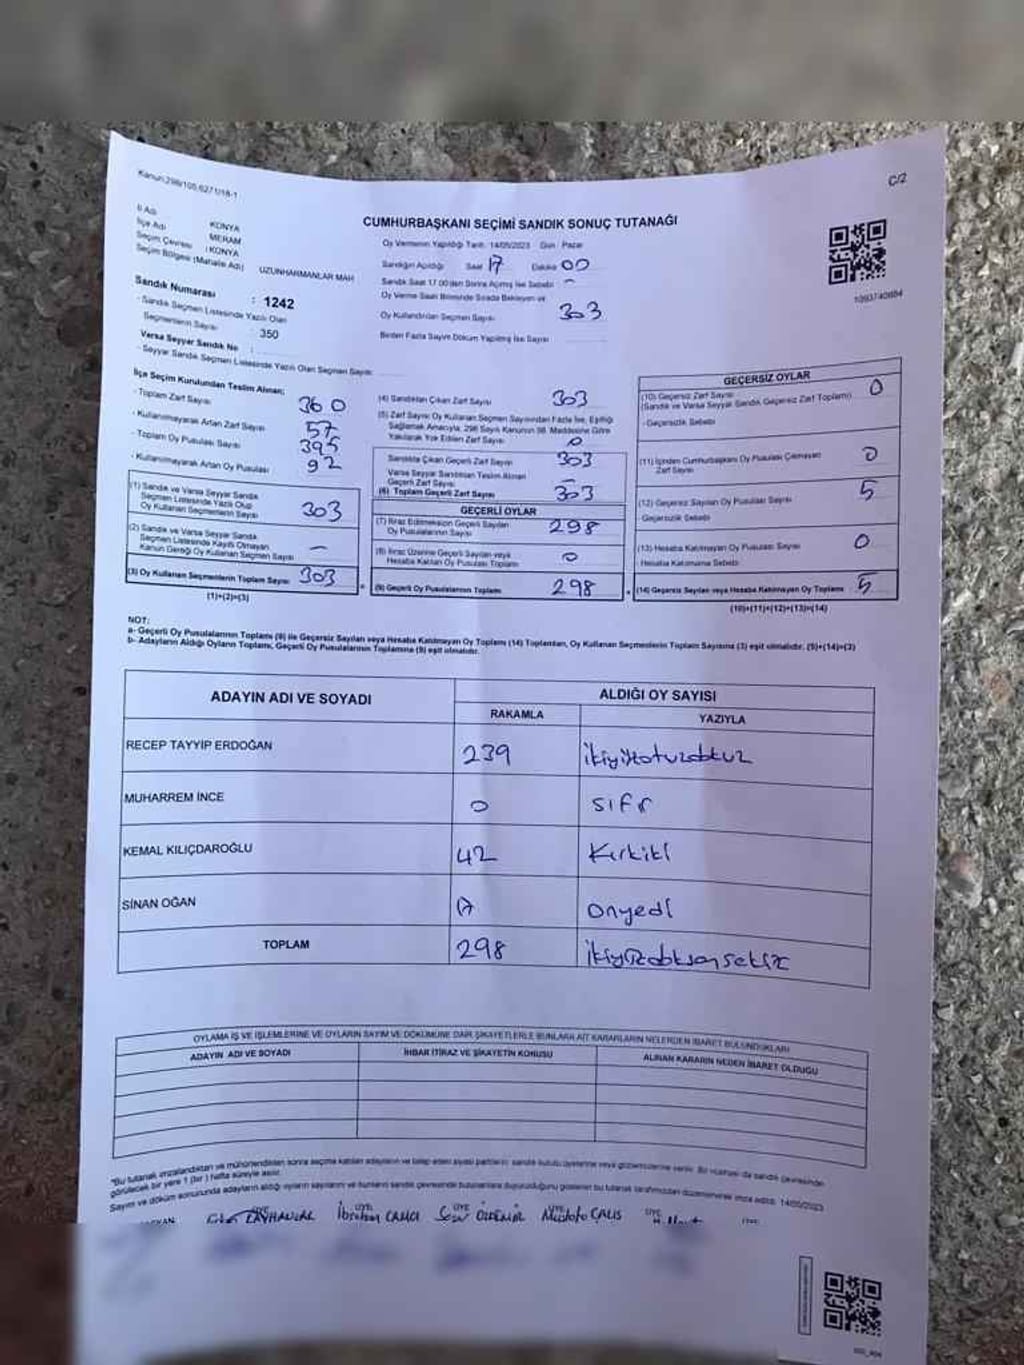 Kanun:298/105,6271/18-1
C/2
CUMHURBAŞKANI SEÇİMİ SANDIK SONUÇ TUTANAĞI
İl Adı : KONYA
İlçe Adı : MERAM
Seçim Çevresi : KONYA
Seçim Bölgesi (Mahalle Adı) UZUNHARMANLAR MAH
Sandık Numarası : 1242
- Sandık Seçmen Listesinde Yazılı Olan
Seçmenlerin Sayısı : 350
Varsa Seyyar Sandık No :
- Seyyar Sandık Seçmen Listesinde Yazılı Olan Seçmen Sayısı
Oy Vermenin Yapıldığı Tarih: 14/05/2023 Gün : Pazar
Sandığın Açıldığı Saat 17 Dakika 00
Sandık Saat 17.00'den Sonra Açılmış İse Sebebi -
Oy Verme Saati Bitiminde Sırada Bekleyen ve
Oy Kullandırılan Seçmen Sayısı 303
Birden Fazla Sayım Döküm Yapılmış İse Sayısı
İlçe Seçim Kurulundan Teslim Alınan;
- Toplam Zarf Sayısı 360
- Kullanılmayarak Artan Zarf Sayısı 57
- Toplam Oy Pusulası Sayısı 395
- Kullanılmayarak Artan Oy Pusulası 92
(1) Sandık ve Varsa Seyyar Sandık
Seçmen Listesinde Yazılı Olup
Oy Kullanan Seçmenlerin Sayısı 303
(2) Sandık ve Varsa Seyyar Sandık
Seçmen Listesinde Kayıtlı Olmayan
Kanun Gereği Oy Kullanan Seçmen Sayısı -
(3) Oy Kullanan Seçmenlerin Toplam Sayısı 303
(1)+(2)=(3)
(4) Sandıktan Çıkan Zarf Sayısı 303
(5) Zarf Sayısı Oy Kullanan Seçmen Sayısından Fazla İse, Eşitliği
Sağlamak Amacıyla, 298 Sayılı Kanunun 98. Maddesine Göre
Yakılarak Yok Edilen Zarf Sayısı 0
Sandıkta Çıkan Geçerli Zarf Sayısı 303
Varsa Seyyar Sandıktan Teslim Alınan
Geçerli Zarf Sayısı -
(6) Toplam Geçerli Zarf Sayısı 303
GEÇERLİ OYLAR
(7) İtiraz Edilmeksizin Geçerli Sayılan
Oy Pusulalarının Sayısı 298
(8) İtiraz Üzerine Geçerli Sayılan veya
Hesaba Katılan Oy Pusulası Toplamı 0
(9) Geçerli Oy Pusulalarının Toplamı 298
1093740884
GEÇERSİZ OYLAR
(10) Geçersiz Zarf Sayısı 0
(Sandık ve Varsa Seyyar Sandık Geçersiz Zarf Toplamı)
- Geçersizlik Sebebi
(11) İçinden Cumhurbaşkanı Oy Pusulası Çıkmayan
Zarf Sayısı 0
(12) Geçersiz Sayılan Oy Pusulası Sayısı 5
- Geçersizlik Sebebi
(13) Hesaba Katılmayan Oy Pusulası Sayısı 0
Hesaba Katılmama Sebebi
(14) Geçersiz Sayılan veya Hesaba Katılmayan Oy Toplamı 5
(10)+(11)+(12)+(13)=(14)
NOT:
a- Geçerli Oy Pusulalarının Toplamı (9) ile Geçersiz Sayılan veya Hesaba Katılmayan Oy Toplamı (14) Toplamları, Oy Kullanan Seçmenlerin Toplam Sayısına (3) eşit olmalıdır. (9)+(14)=(3)
b- Adayların Aldığı Oyların Toplamı, Geçerli Oy Pusulalarının Toplamına (9) eşit olmalıdır.
ADAYIN ADI VE SOYADI
ALDIĞI OY SAYISI
RAKAMLA YAZIYLA
RECEP TAYYİP ERDOĞAN 239 ikiyüzotuzdokuz
MUHARREM İNCE 0 sıfır
KEMAL KILIÇDAROĞLU 42 Kırkiki
SİNAN OĞAN 17 onyedi
TOPLAM 298 ikiyüzdoksansekiz
OYLAMA İŞ VE İŞLEMLERİNE VE OYLARIN SAYIM VE DÖKÜMÜNE DAİR ŞİKAYETLERLE BUNLARA AİT KARARLARIN NELERDEN İBARET BULUNDUKLARI
ADAYIN ADI VE SOYADI İHBAR İTİRAZ VE ŞİKAYETİN KONUSU ALINAN KARARIN NEDEN İBARET OLDUĞU
"Bu tutanak imzalandıktan ve mühürlendikten sonra seçime katılan adayların ve talep eden siyasi partilerin sandık kurulu üyelerine veya gözlemcilerine verilir. Bir nüshası da sandık çevresinde
görülecek bir yere 1 (bir) hafta süreyle asılır.
Sayım ve döküm sonucunda adayların aldığı oyların sayılarını ve bunların sandık çevresinde bulunanlara duyurulduğunu gösteren bu tutanak tarafımızdan düzenlenerek imza edildi. 14/05/2023
ÜYE ÜYE ÜYE ÜYE
İbrahim CAMCI Sezai ÖZDEMİR Mustafa ÇALIŞ